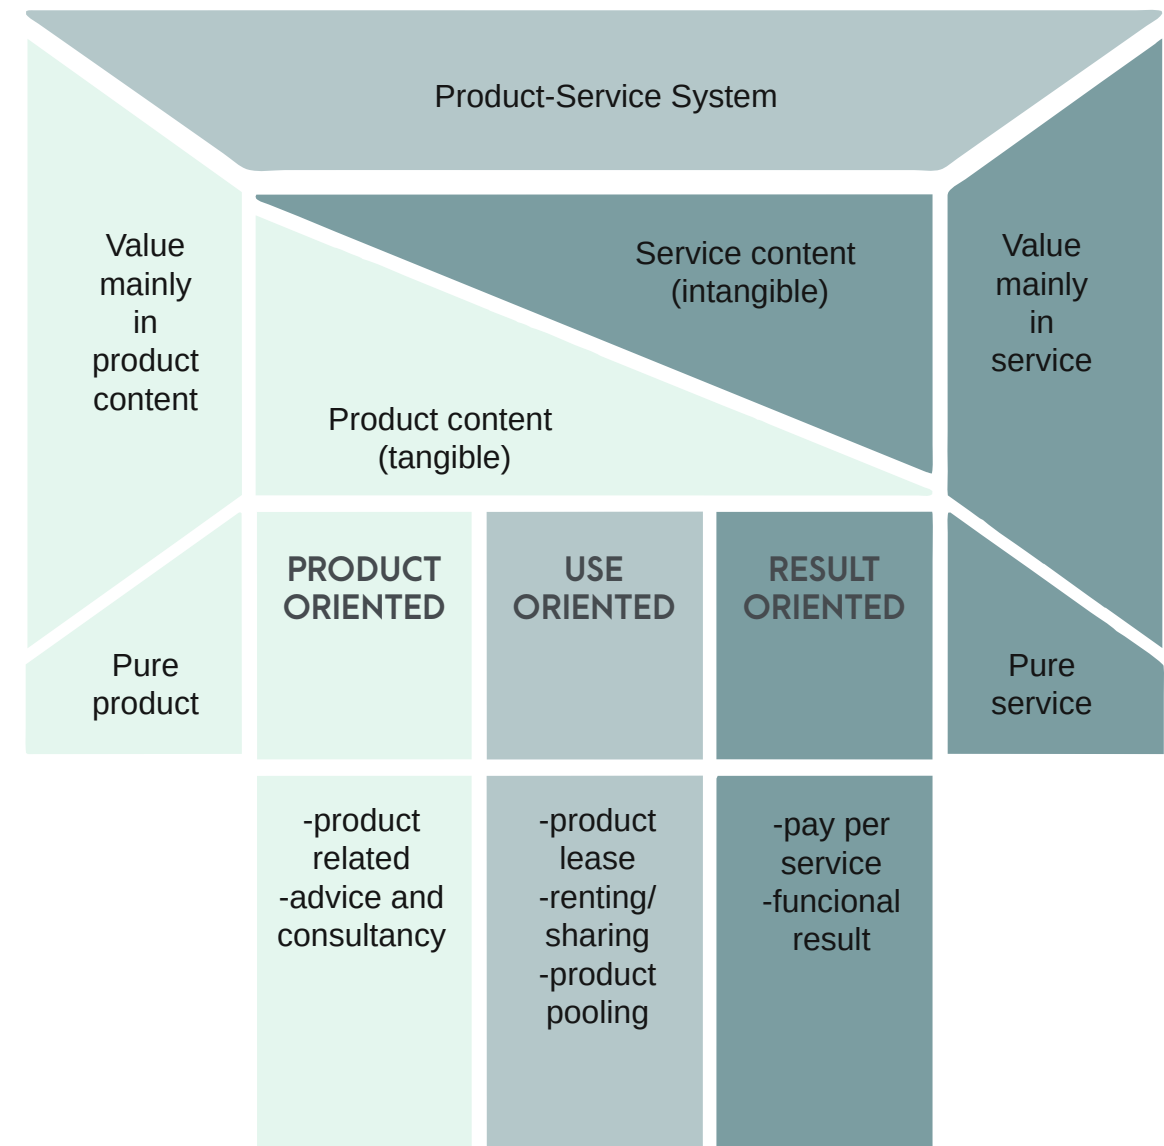 Product-Service System
Value
mainly
in
product
content
Service content
(intangible)
Value
mainly
in
service
Product content
(tangible)
PRODUCT
ORIENTED
USE
ORIENTED
RESULT
ORIENTED
Pure
product
Pure
service
-product
related
-advice and
consultancy
-product
lease
-renting/
sharing
-product
pooling
-pay per
service
-funcional
result